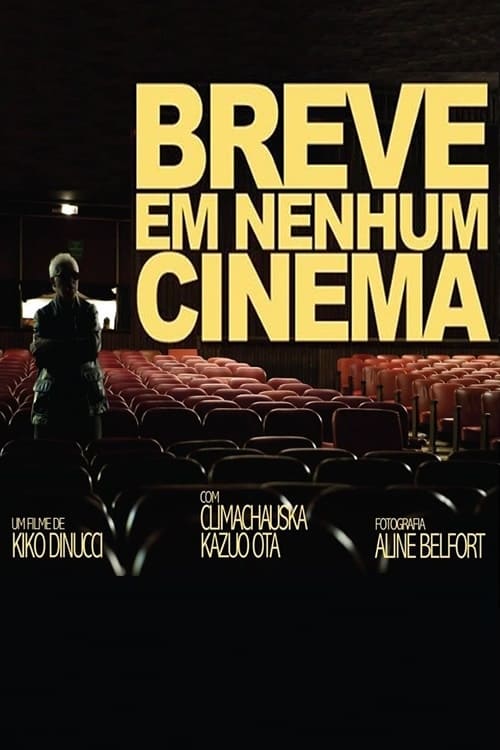 BREVE
EM NENHUM
CINEMA
UM FILME DE
KIKO DINUCCI
COM
CLIMACHAUSKA
KAZUO OTA
FOTOGRAFIA
ALINE BELFORT